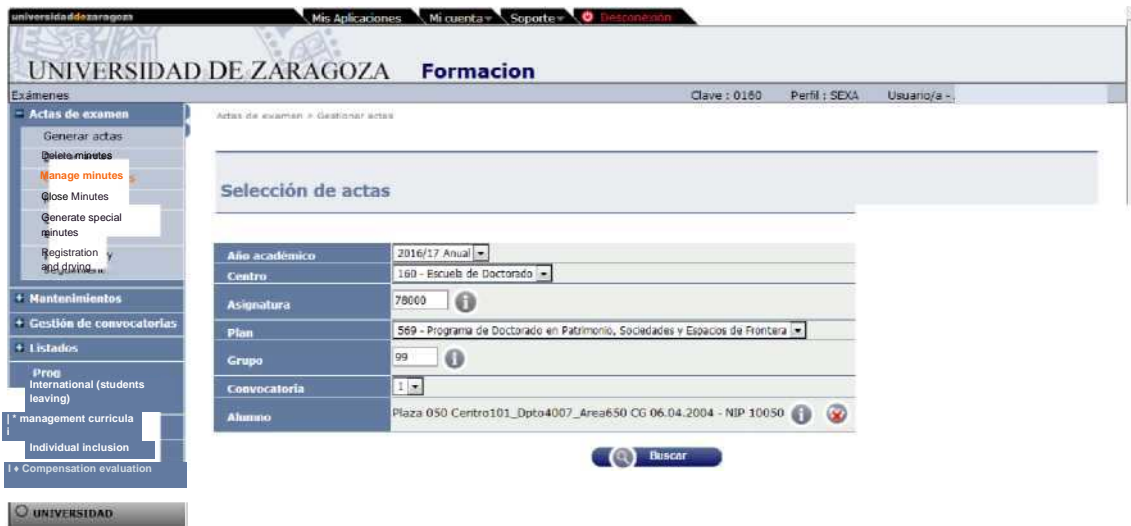 universidaddezaragoza
Mis Aplicaciones Mi cuenta Soporte Desconexión
UNIVERSIDAD DE ZARAGOZA Formacion
Exámenes Clave : 0160 Perfil : SEXA Usuario/a -
Actas de examen
Actas de examen » Gestionar actas
Generar actas
Delete minutes
Manage minutes
Close Minutes
Generate special
minutes
Registration
and drying
Mantenimientos
Gestión de convocatorias
Listados
Prog
International (students
leaving)
* management curricula
Individual inclusion
Compensation evaluation
UNIVERSIDAD
Selección de actas
Año académico 2016/17 Anual
Centro 160 - Escuela de Doctorado
Asignatura 78000
Plan 569 - Programa de Doctorado en Patrimonio, Sociedades y Espacios de Frontera
Grupo 99
Convocatoria 1
Alumno Plaza 050 Centro101_Dpto4007_Area650 CG 06.04.2004 - NIP 10050
Buscar